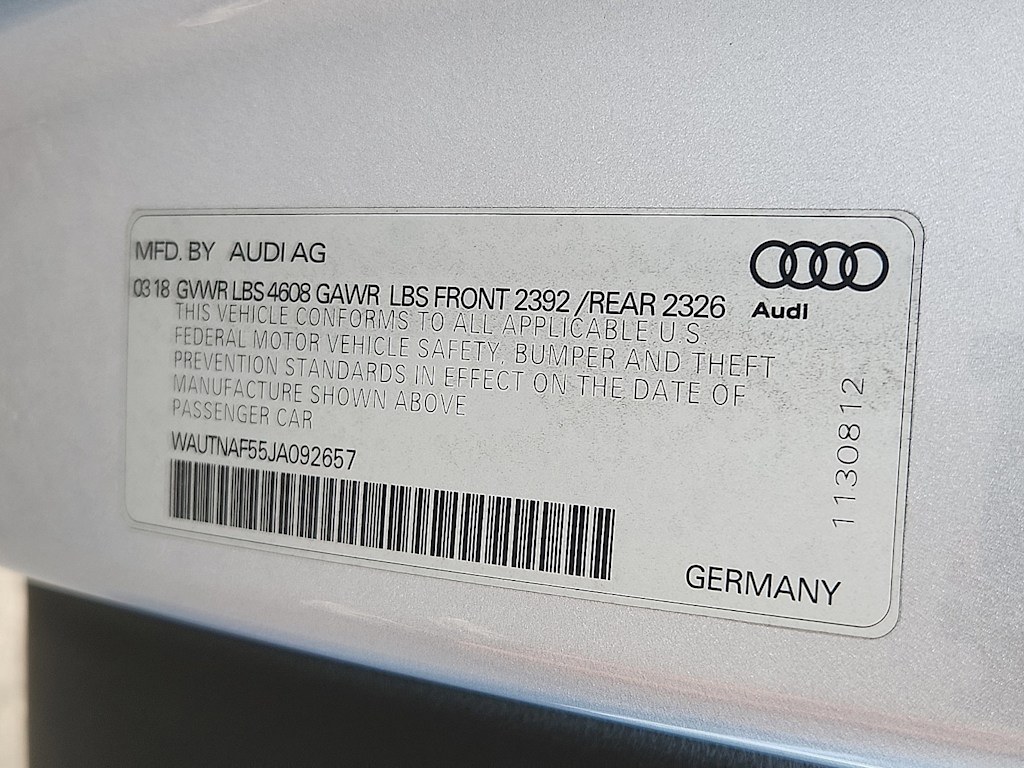 MFD. BY AUDI AG
03 18 GVWR LBS 4608 GAWR LBS FRONT 2392 /REAR 2326
Audi
THIS VEHICLE CONFORMS TO ALL APPLICABLE U.S.
FEDERAL MOTOR VEHICLE SAFETY, BUMPER AND THEFT
PREVENTION STANDARDS IN EFFECT ON THE DATE OF
MANUFACTURE SHOWN ABOVE
PASSENGER CAR
WAUTNAF55JA092657
1130812
GERMANY